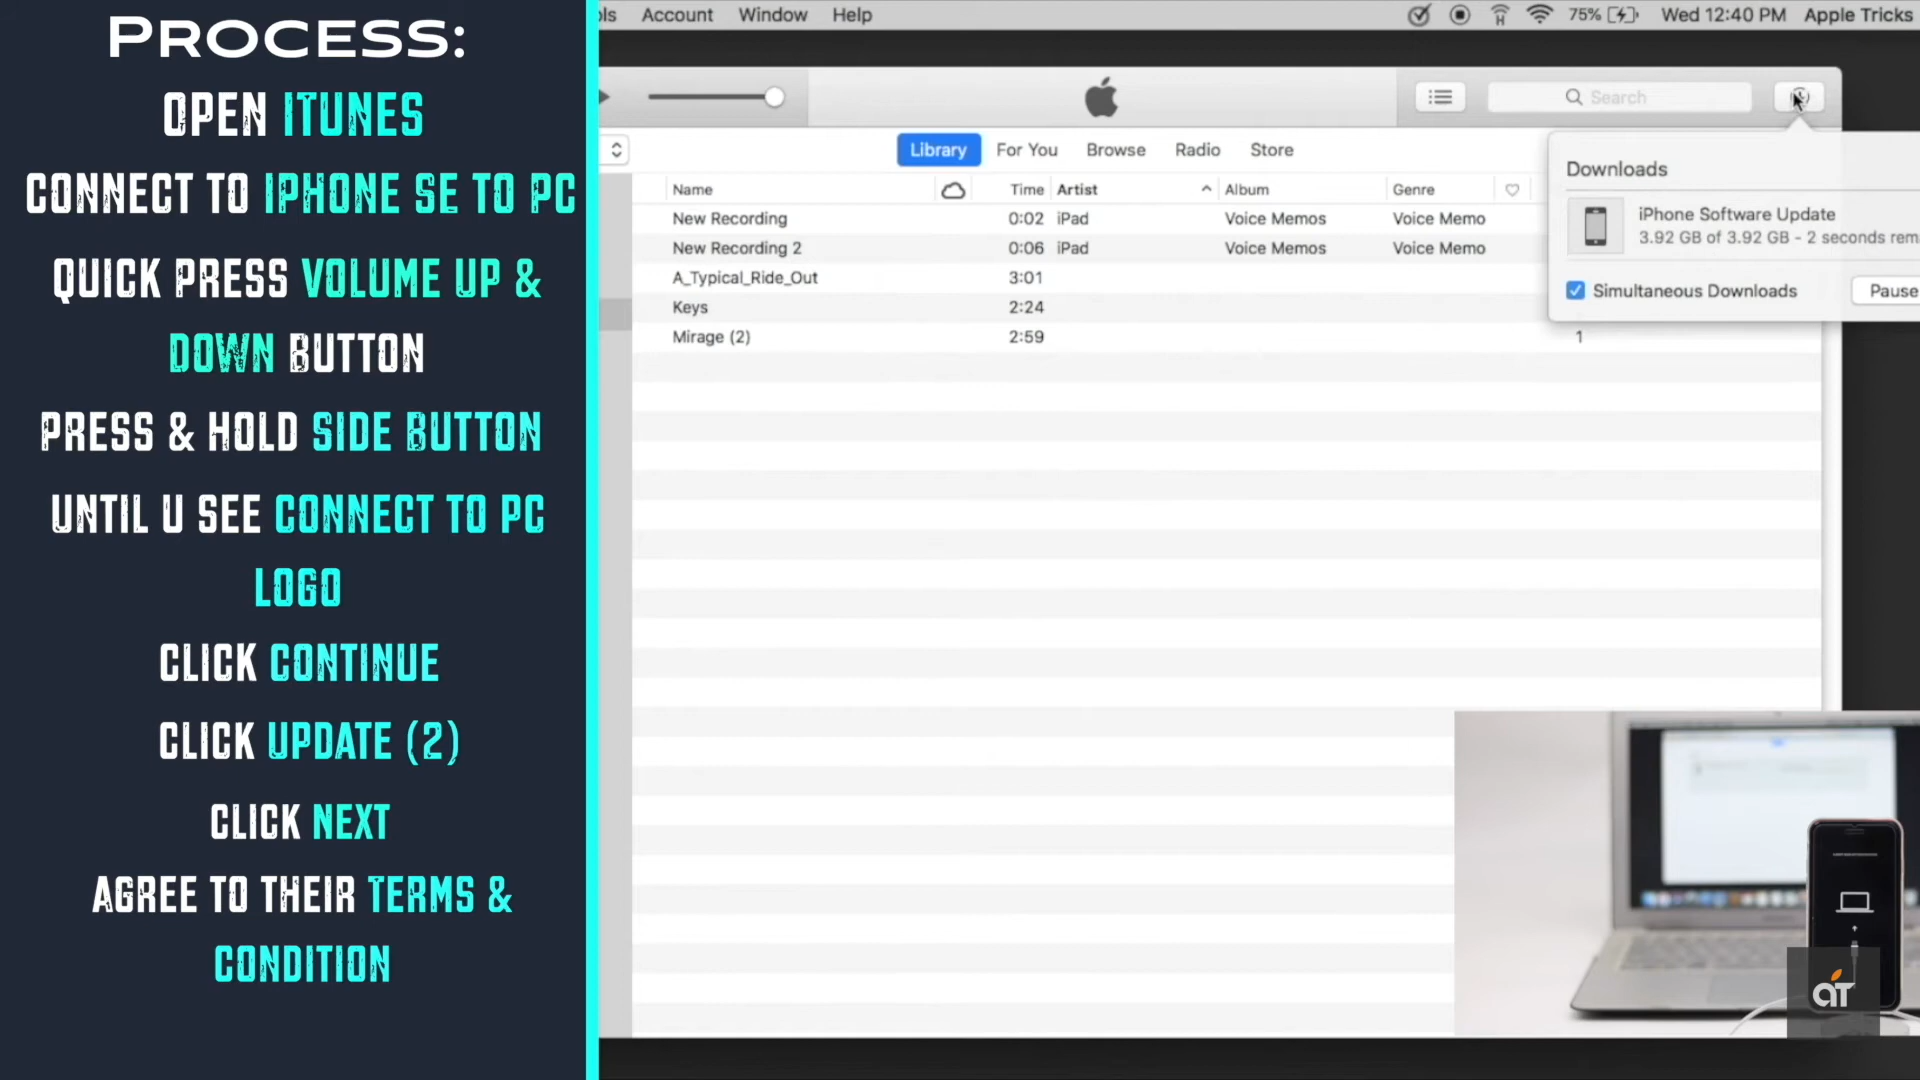 PROCESS:
OPEN ITUNES
CONNECT TO IPHONE SE TO PC
QUICK PRESS VOLUME UP &
DOWN BUTTON
PRESS & HOLD SIDE BUTTON
UNTIL U SEE CONNECT TO PC
LOGO
CLICK CONTINUE
CLICK UPDATE (2)
CLICK NEXT
AGREE TO THEIR TERMS &
CONDITION
ls Account Window Help 75% Wed 12:40 PM Apple Tricks
Search
Library For You Browse Radio Store
Name Time Artist Album Genre
New Recording 0:02 iPad Voice Memos Voice Memo
New Recording 2 0:06 iPad Voice Memos Voice Memo
A_Typical_Ride_Out 3:01
Keys 2:24
Mirage (2) 2:59 1
Downloads
iPhone Software Update
3.92 GB of 3.92 GB - 2 seconds rem
Simultaneous Downloads Pause
aT